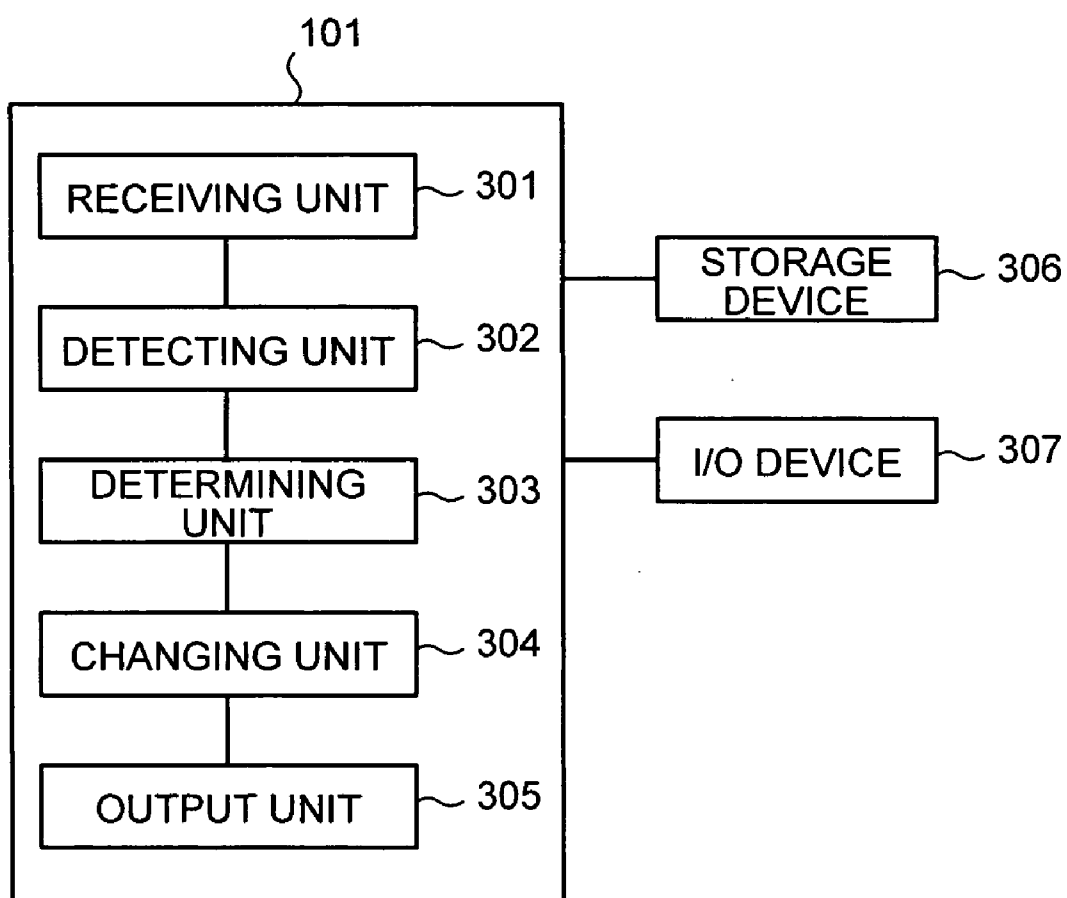 101
RECEIVING UNIT
301
DETECTING UNIT
302
DETERMINING
UNIT
303
CHANGING UNIT
304
OUTPUT UNIT
305
STORAGE
DEVICE
306
I/O DEVICE
307